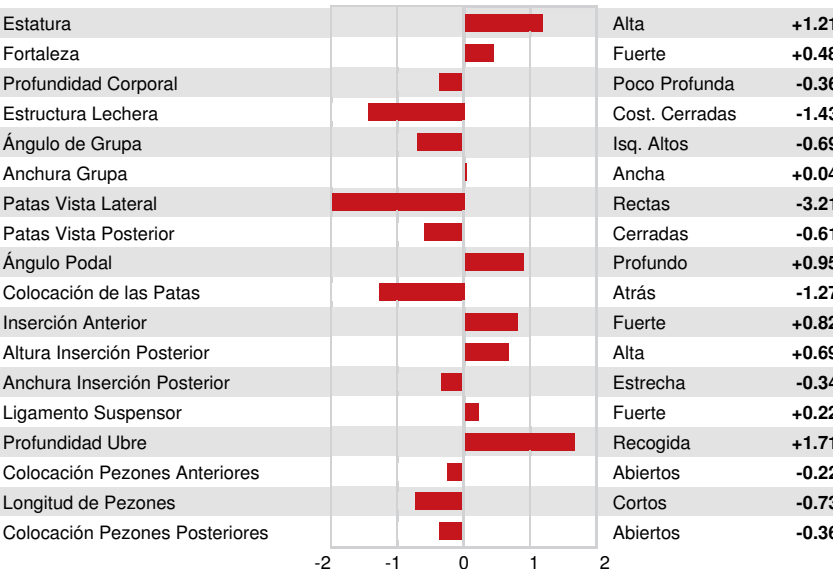 Estatura Alta +1.21
Fortaleza Fuerte +0.48
Profundidad Corporal Poco Profunda -0.36
Estructura Lechera Cost. Cerradas -1.43
Ángulo de Grupa Isq. Altos -0.69
Anchura Grupa Ancha +0.04
Patas Vista Lateral Rectas -3.21
Patas Vista Posterior Cerradas -0.61
Ángulo Podal Profundo +0.95
Colocación de las Patas Atrás -1.27
Inserción Anterior Fuerte +0.82
Altura Inserción Posterior Alta +0.69
Anchura Inserción Posterior Estrecha -0.34
Ligamento Suspensor Fuerte +0.22
Profundidad Ubre Recogida +1.71
Colocación Pezones Anteriores Abiertos -0.22
Longitud de Pezones Cortos -0.73
Colocación Pezones Posteriores Abiertos -0.36
-2 -1 0 1 2